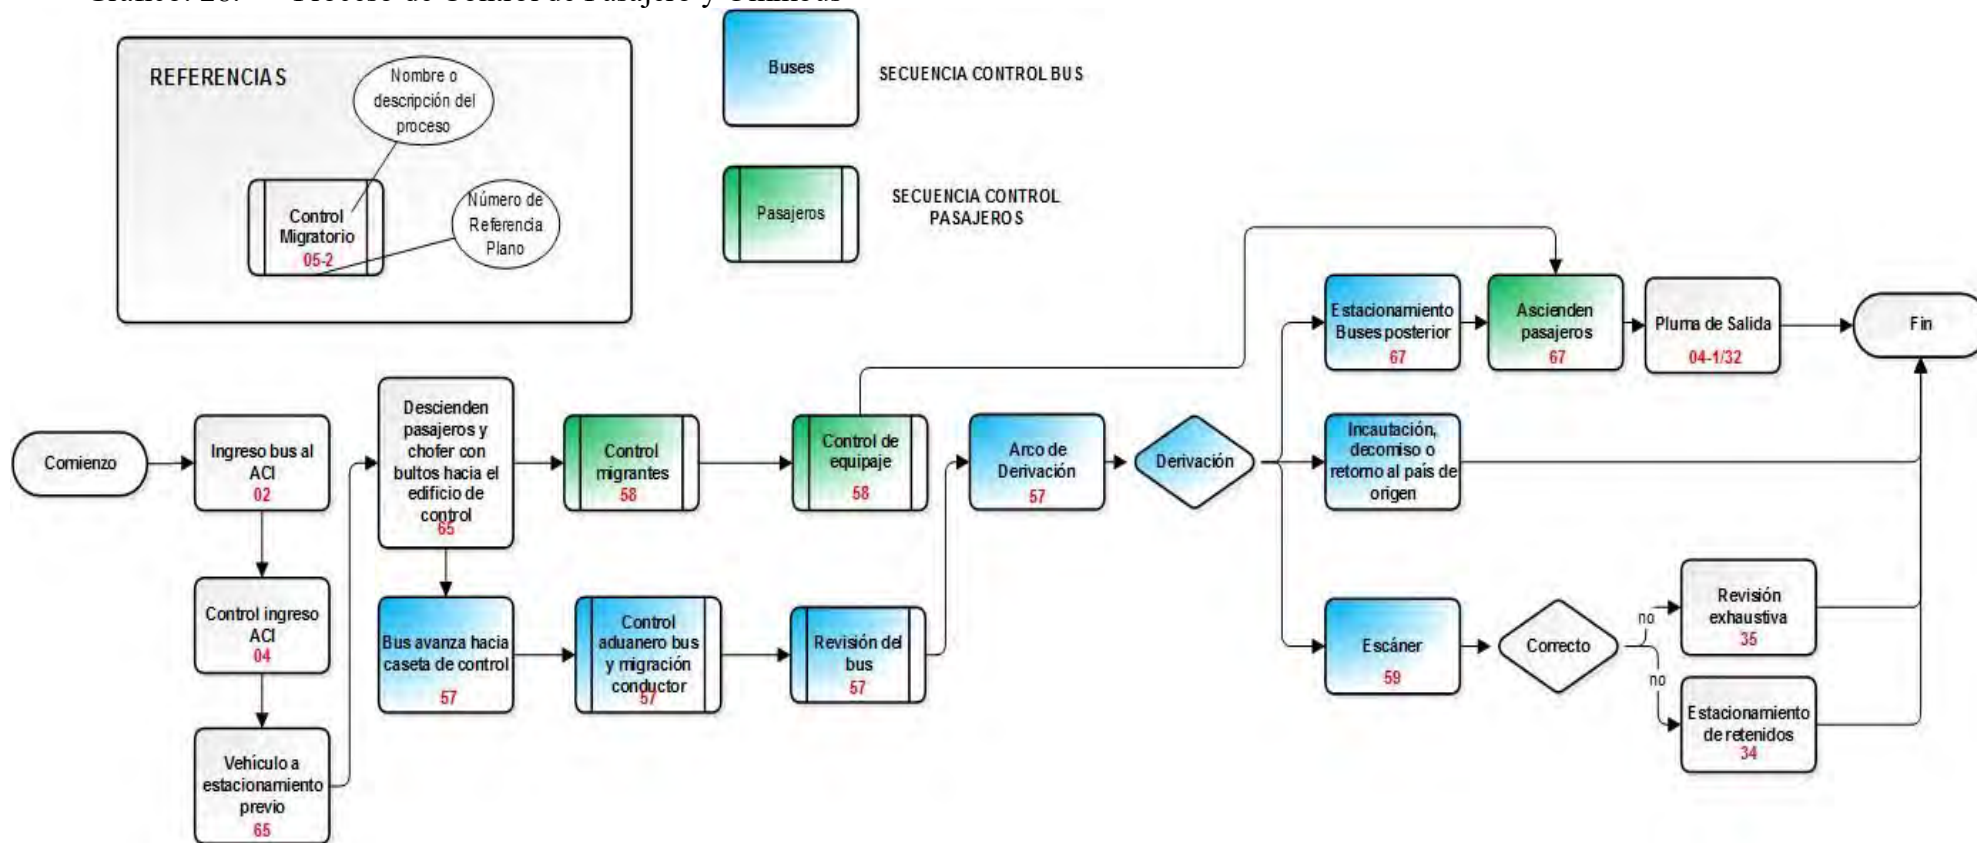 REFERENCIAS
Nombre o
descripción del
proceso
Control
Migratorio
05-2
Número de
Referencia
Plano
Buses
SECUENCIA CONTROL BUS
Pasajeros
SECUENCIA CONTROL
PASAJEROS
Comienzo
Ingreso bus al
ACI
02
Control ingreso
ACI
04
Vehículo a
estacionamiento
previo
65
Descienden
pasajeros y
chofer con
bultos hacia el
edificio de
control
65
Control
migrantes
58
Control de
equipaje
58
Bus avanza hacia
caseta de control
57
Control
aduanero bus
y migración
conductor
57
Revisión del
bus
57
Arco de
Derivación
57
Derivación
Estacionamiento
Buses posterior
67
Ascienden
pasajeros
67
Pluma de Salida
04-1/32
Fin
Incautación,
decomiso o
retorno al país de
origen
Escáner
59
Correcto
no
no
Revisión
exhaustiva
35
Estacionamiento
de retenidos
34